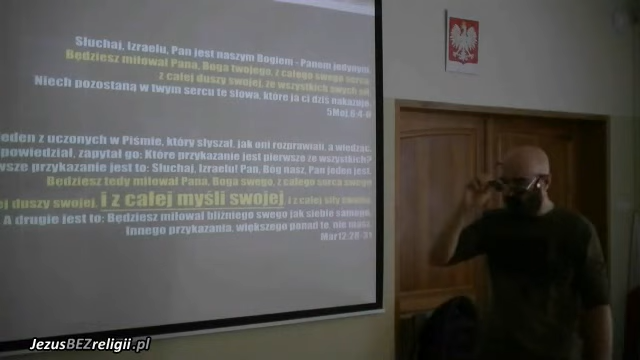 Słuchaj, Izraelu, Pan jest naszym Bogiem - Panem jedynym
Będziesz miłował Pana, Boga twojego, z całego swego serca
z całej duszy swojej, ze wszystkich swych sił
Niech pozostaną w twym sercu te słowa, które ja ci dziś nakazuję.
5Moj.6:4-6
jeden z uczonych w Piśmie, który słyszał, jak oni rozprawiali, a wiedząc,
powiedział, zapytał go: Które przykazanie jest pierwsze ze wszystkich?
przykazanie jest to: Słuchaj, Izraelu! Pan, Bóg nasz, Pan jeden jest.
Będziesz tedy miłował Pana, Boga swego, z całego serca swego
duszy swojej, i z całej myśli swojej, i z całej siły swojej.
A drugie jest to: Będziesz miłował bliźniego swego jak siebie samego.
Innego przykazania, większego ponad te, nie masz.
Mar12:28-31
JezusBEZreligii.pl